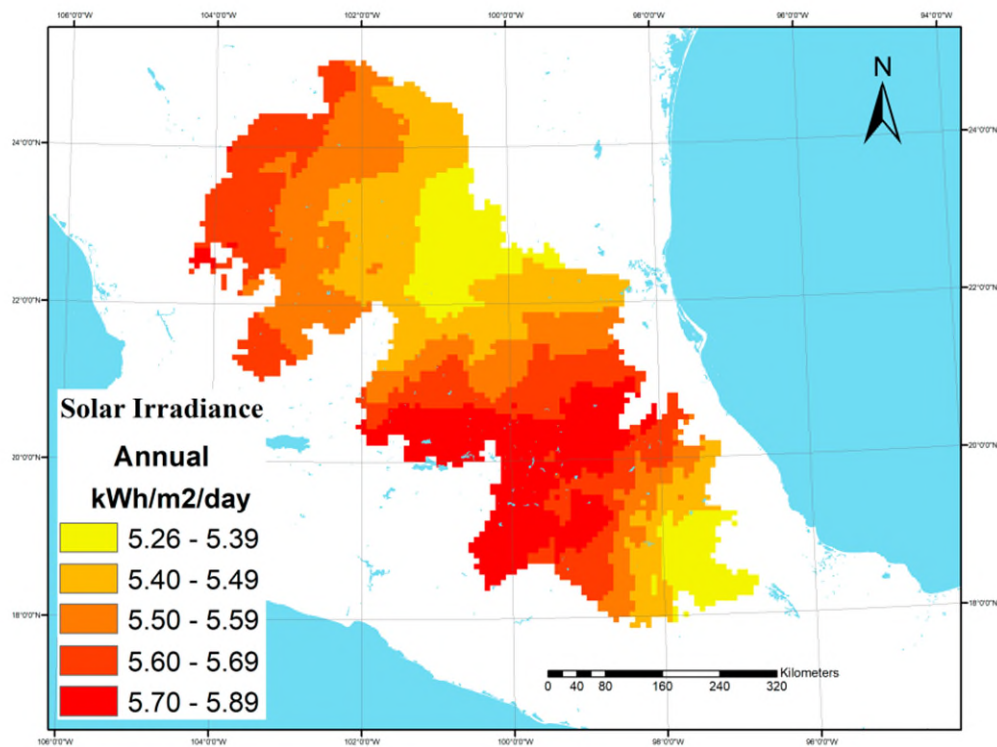 106°0'0"W 104°0'0"W 102°0'0"W 100°0'0"W 98°0'0"W 96°0'0"W 94°0'0"W
N
24°0'0"N 24°0'0"N
22°0'0"N 22°0'0"N
20°0'0"N 20°0'0"N
18°0'0"N 18°0'0"N
Solar Irradiance
Annual
kWh/m2/day
5.26 - 5.39
5.40 - 5.49
5.50 - 5.59
5.60 - 5.69
5.70 - 5.89
Kilometers
0 40 80 160 240 320
106°0'0"W 104°0'0"W 102°0'0"W 100°0'0"W 98°0'0"W 96°0'0"W